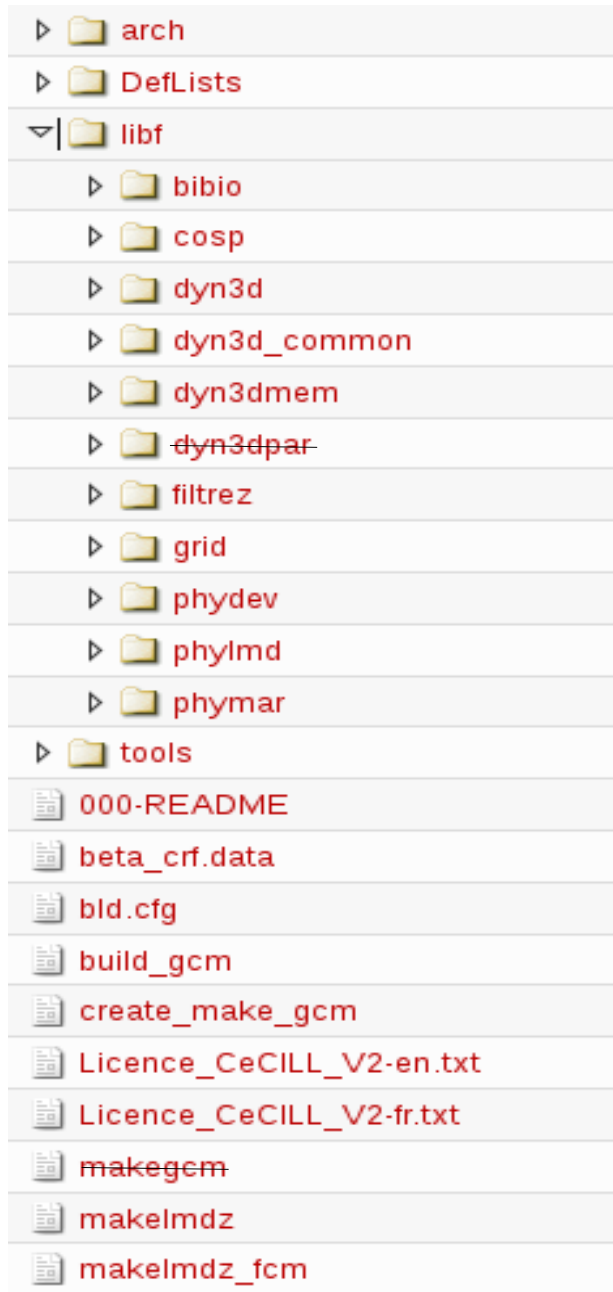 arch
DefLists
libf
bibio
cosp
dyn3d
dyn3d_common
dyn3dmem
dyn3dpar
filtrez
grid
phydev
phylmd
phymar
tools
000-README
beta_crf.data
bld.cfg
build_gcm
create_make_gcm
Licence_CeCILL_V2-en.txt
Licence_CeCILL_V2-fr.txt
makegcm
makelmdz
makelmdz_fcm